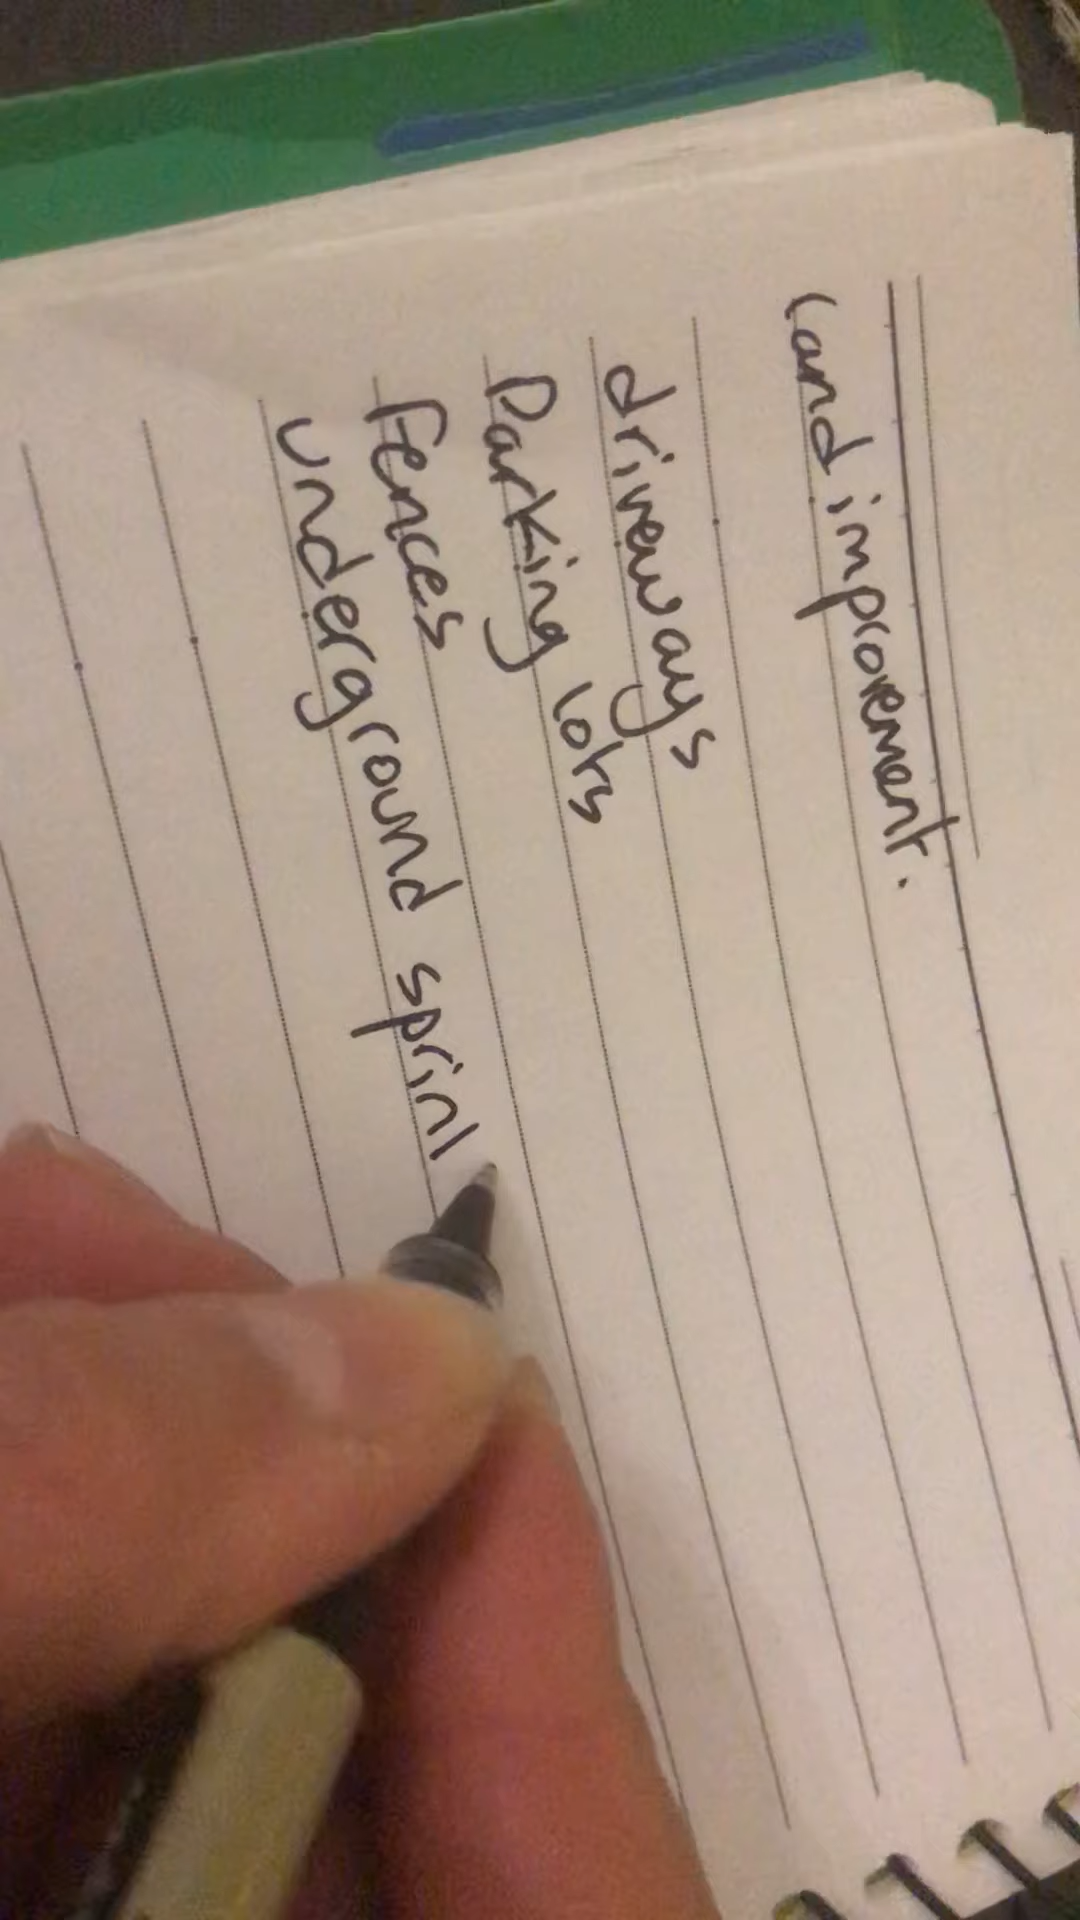 land improvement.
driveways
Parking lots
Fences
underground sprinl